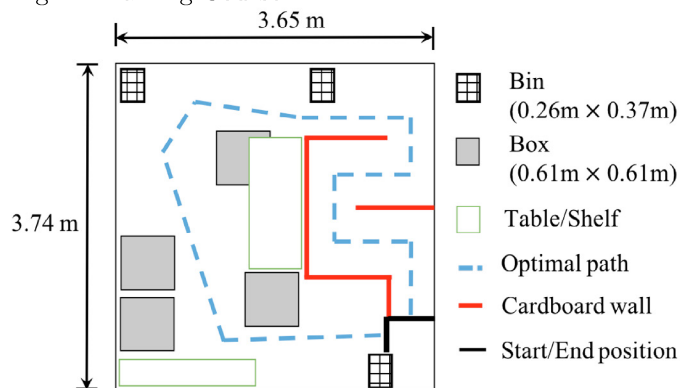 3.65 m
3.74 m
Bin
(0.26m × 0.37m)
Box
(0.61m × 0.61m)
Table/Shelf
Optimal path
Cardboard wall
Start/End position